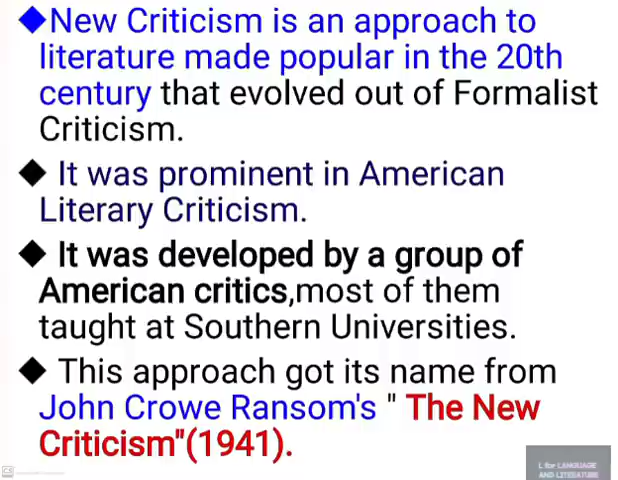 ◆New Criticism is an approach to
literature made popular in the 20th
century that evolved out of Formalist
Criticism.
◆ It was prominent in American
Literary Criticism.
◆ It was developed by a group of
American critics,most of them
taught at Southern Universities.
◆ This approach got its name from
John Crowe Ransom's " The New
Criticism"(1941).
L for LANGUAGE
AND LITERATURE